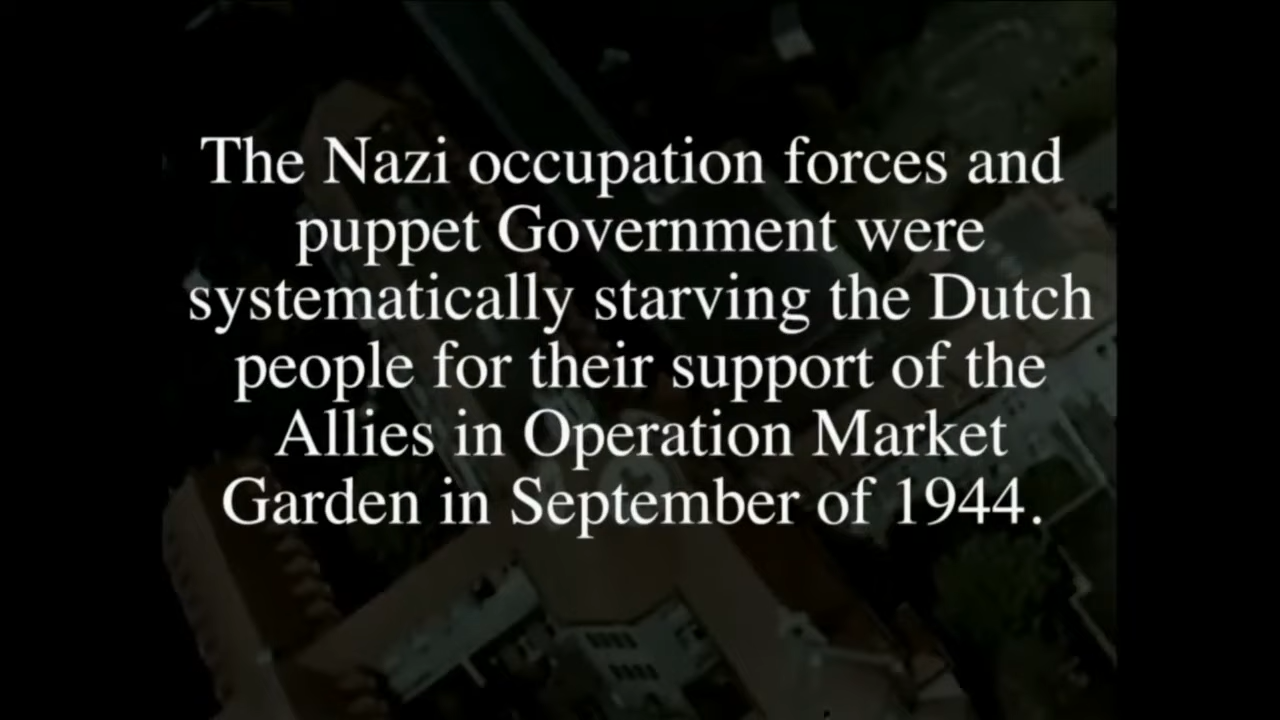 The Nazi occupation forces and
puppet Government were
systematically starving the Dutch
people for their support of the
Allies in Operation Market
Garden in September of 1944.